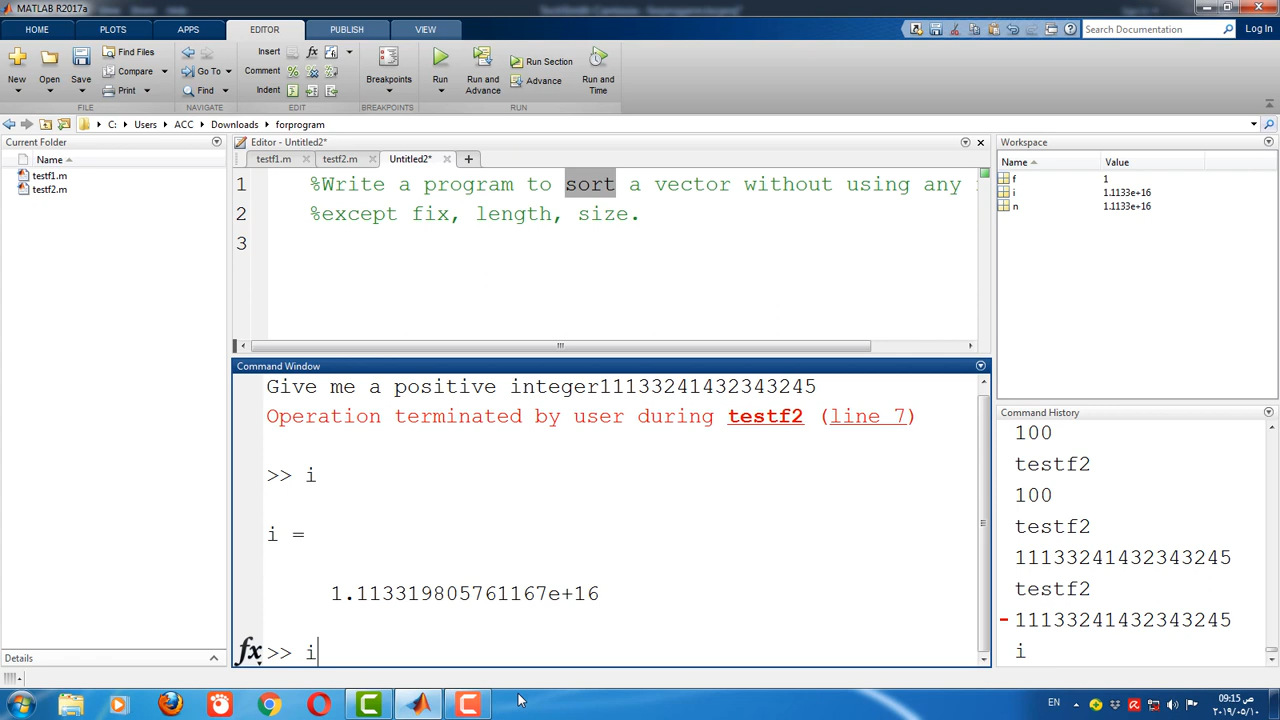 MATLAB R2017a
HOME PLOTS APPS EDITOR PUBLISH VIEW
Search Documentation Log In
New Open Save Find Files Compare Print
Go To Find
Insert fx
Comment
Indent
Breakpoints Run Run and Advance Run Section Advance Run and Time
FILE NAVIGATE EDIT BREAKPOINTS RUN
C: Users ACC Downloads forprogram
Current Folder
Name
testf1.m
testf2.m
Details
Editor - Untitled2*
testf1.m testf2.m Untitled2* +
1 %Write a program to sort a vector without using any
2 %except fix, length, size.
3
Command Window
Give me a positive integer11133241432343245
Operation terminated by user during testf2 (line 7)
>> i
i =
1.113319805761167e+16
fx >> i
Workspace
Name Value
f 1
i 1.1133e+16
n 1.1133e+16
Command History
100
testf2
100
testf2
11133241432343245
testf2
11133241432343245
i
EN
09:15 ص
٢٠١٩/٠٥/١٠